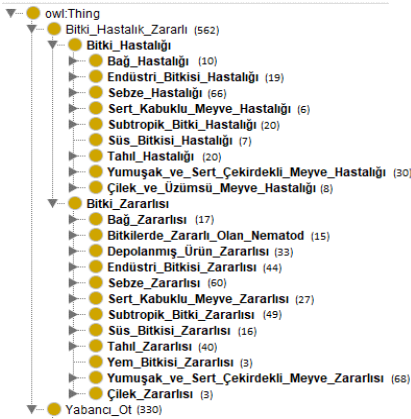 owl:Thing
Bitki_Hastalık_Zararlı (562)
Bitki_Hastalığı
Bağ_Hastalığı (10)
Endüstri_Bitkisi_Hastalığı (19)
Sebze_Hastalığı (66)
Sert_Kabuklu_Meyve_Hastalığı (6)
Subtropik_Bitki_Hastalığı (20)
Süs_Bitkisi_Hastalığı (7)
Tahıl_Hastalığı (20)
Yumuşak_ve_Sert_Çekirdekli_Meyve_Hastalığı (30)
Çilek_ve_Üzümsü_Meyve_Hastalığı (8)
Bitki_Zararlısı
Bağ_Zararlısı (17)
Bitkilerde_Zararlı_Olan_Nematod (15)
Depolanmış_Ürün_Zararlısı (33)
Endüstri_Bitkisi_Zararlısı (44)
Sebze_Zararlısı (60)
Sert_Kabuklu_Meyve_Zararlısı (27)
Subtropik_Bitki_Zararlısı (49)
Süs_Bitkisi_Zararlısı (16)
Tahıl_Zararlısı (40)
Yem_Bitkisi_Zararlısı (3)
Yumuşak_ve_Sert_Çekirdekli_Meyve_Zararlısı (68)
Çilek_Zararlısı (3)
Yabancı_Ot (330)